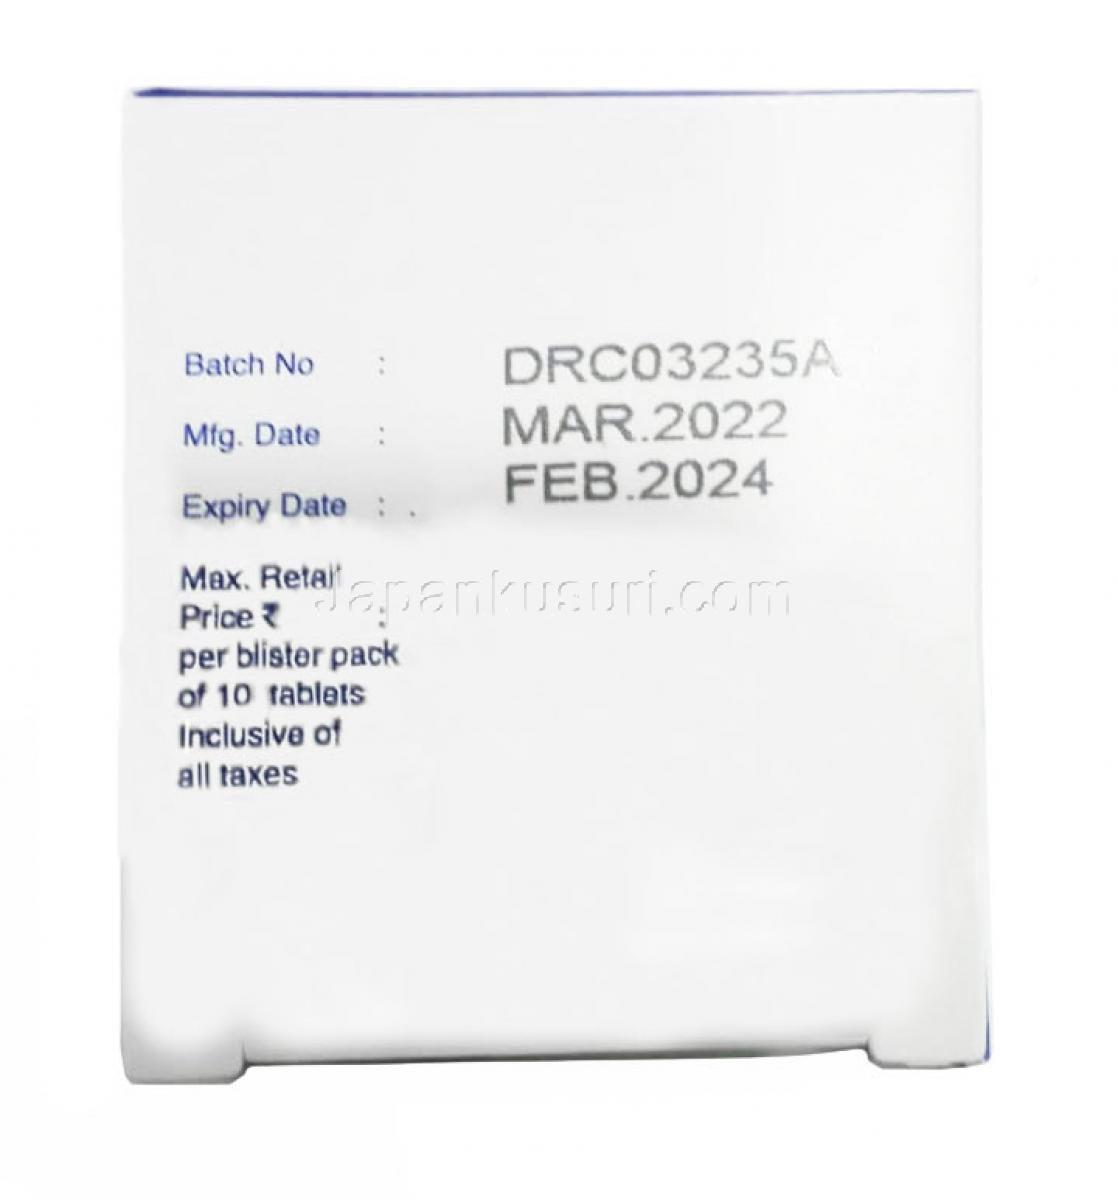 Batch No : DRC03235A
Mfg. Date : MAR.2022
Expiry Date : . FEB.2024
Max. Retail
Price ₹ :
per blister pack
of 10 tablets
Inclusive of
all taxes
Japankusuri.com